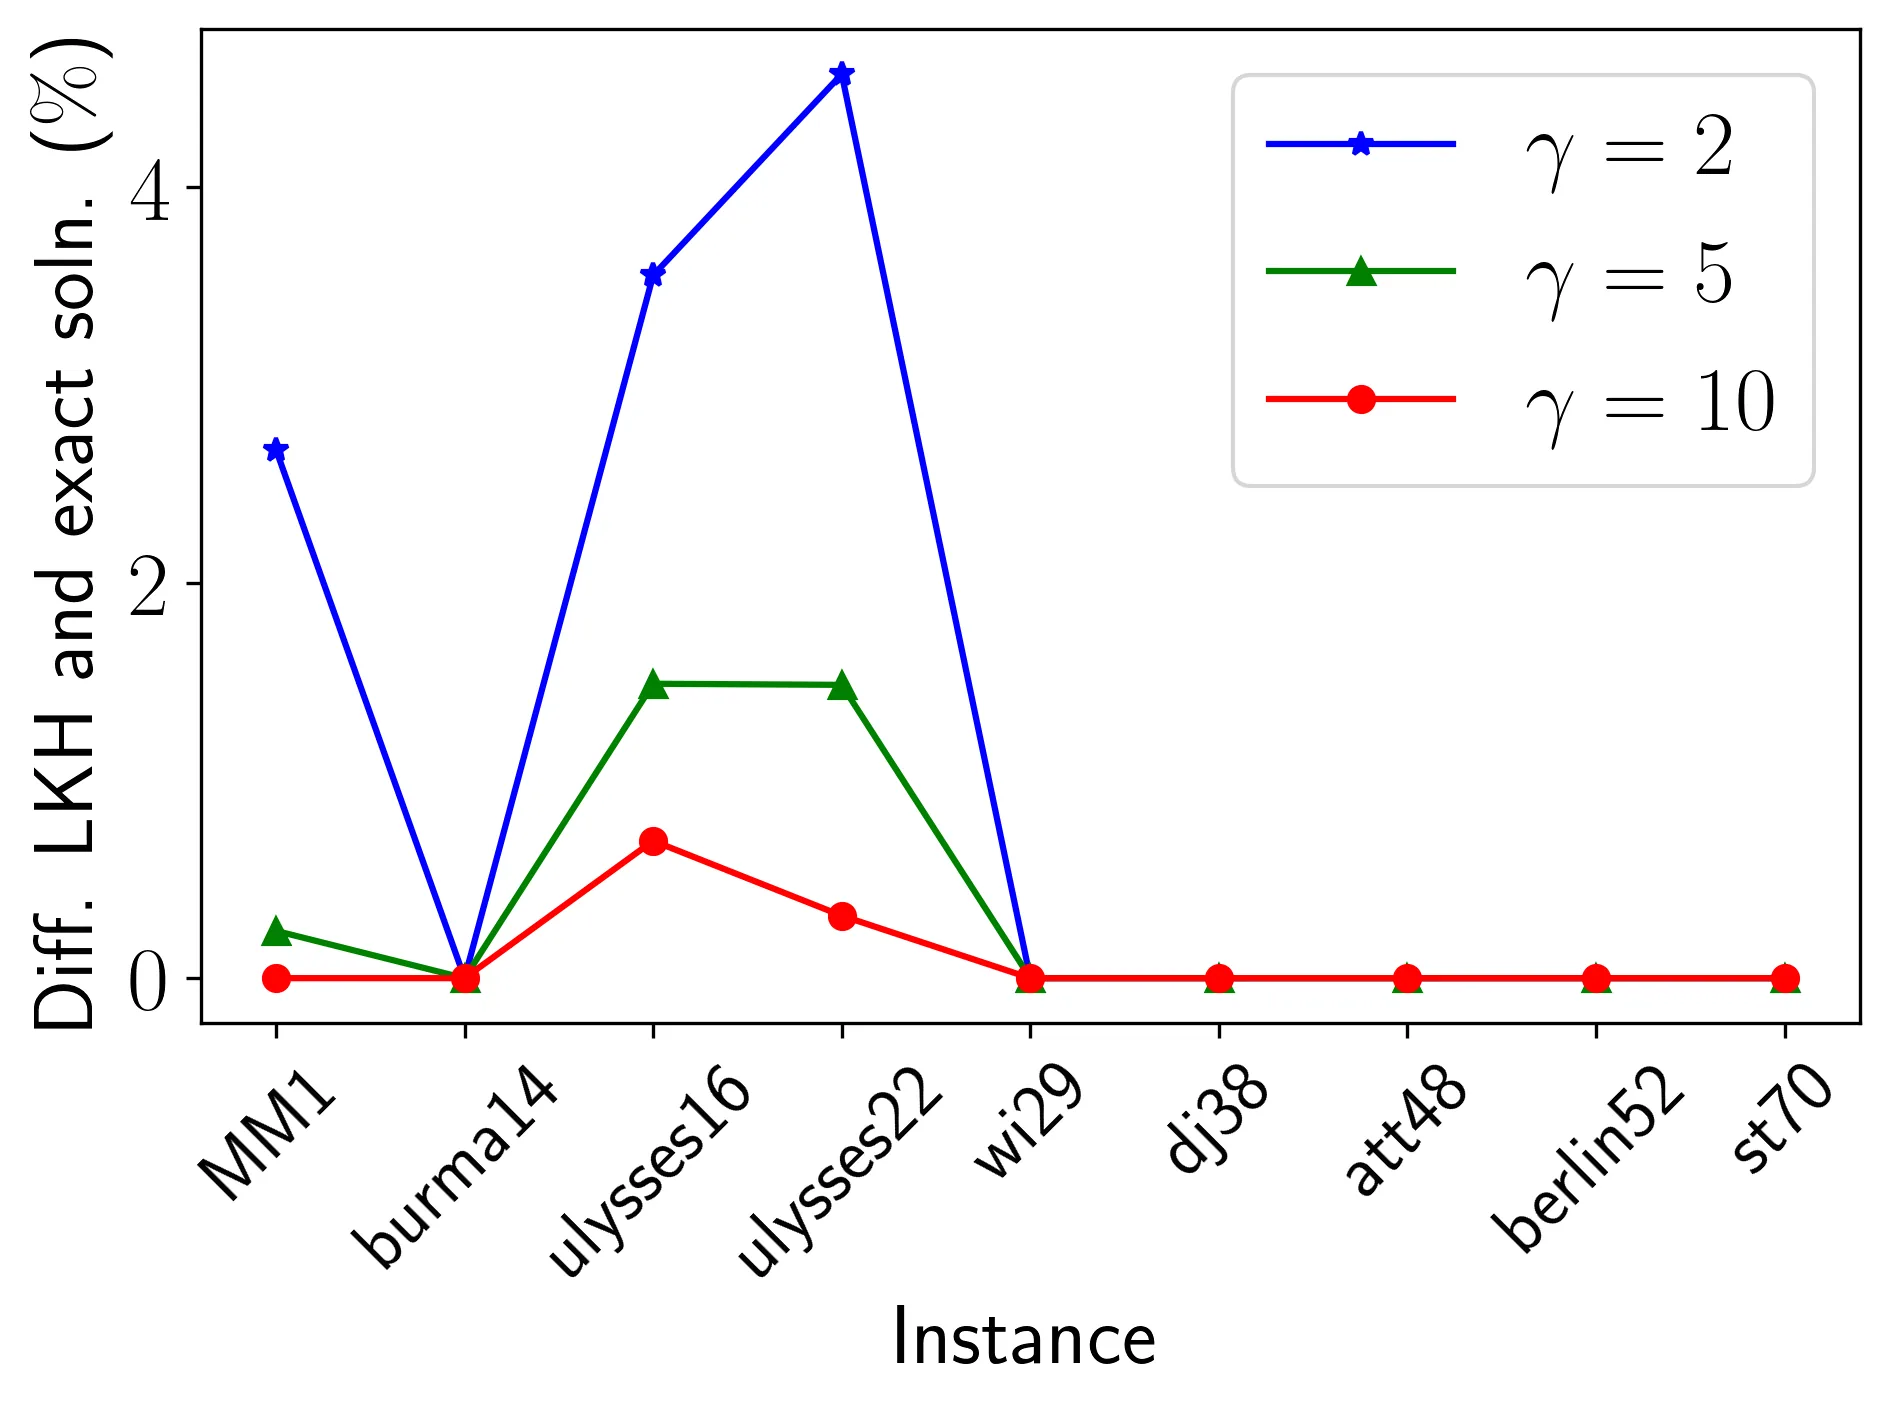 Diff. LKH and exact soln. (%)
4
2
0
γ = 2
γ = 5
γ = 10
MM1
burma14
ulysses16
ulysses22
wi29
dj38
att48
berlin52
st70
Instance